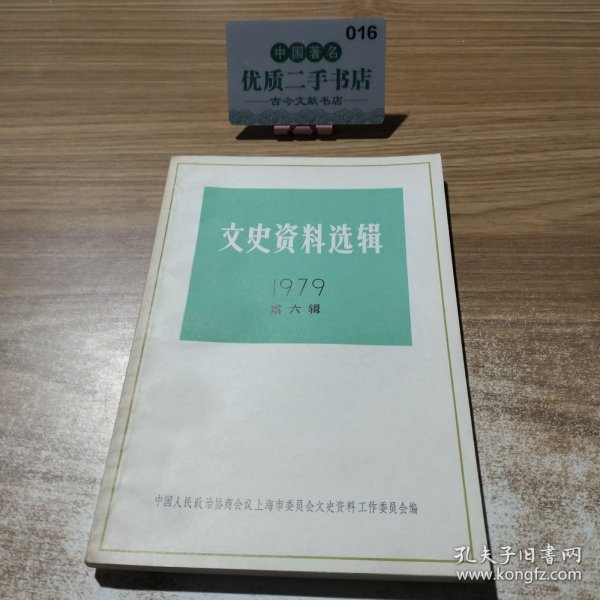 016
中国著名
优质二手书店
古今文献书店
文史资料选辑
1979
第六辑
中国人民政治协商会议上海市委员会文史资料工作委员会编
孔夫子旧书网
www.kongfz.com